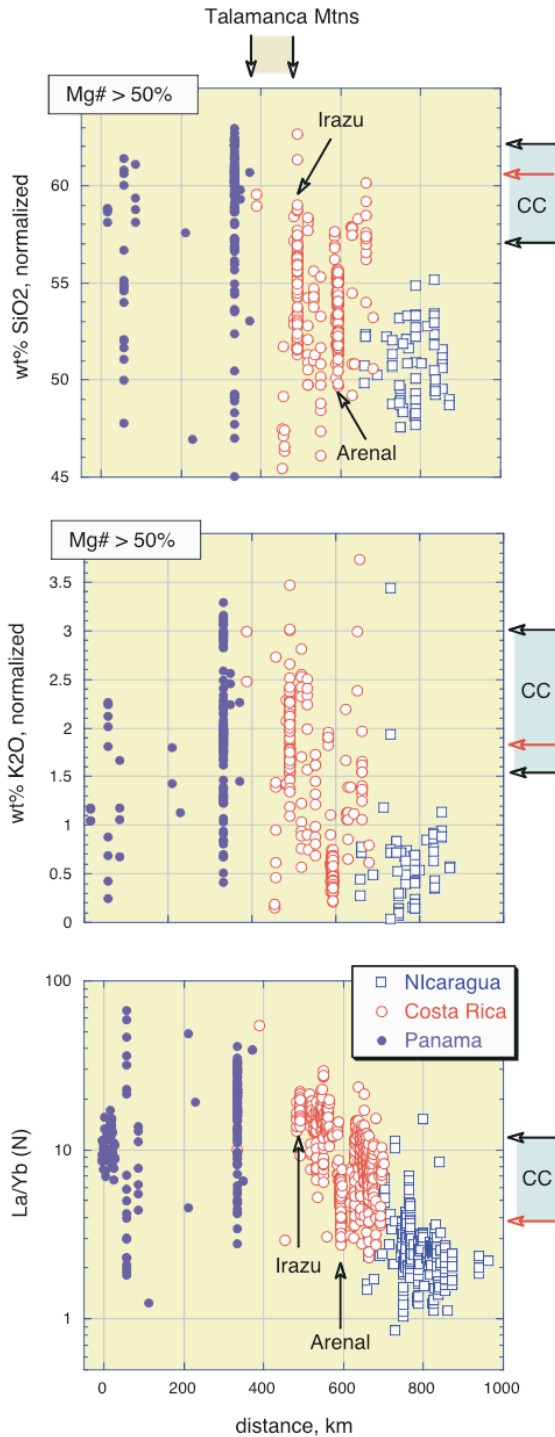 Talamanca Mtns
Mg# > 50%
Irazu
60
CC
55
wt% SiO2, normalized
50
Arenal
45
Mg# > 50%
3.5
3
CC
2.5
2
wt% K2O, normalized
1.5
1
0.5
0
100
NIcaragua
Costa Rica
Panama
La/Yb (N)
10
CC
Irazu
Arenal
1
0 200 400 600 800 1000
distance, km